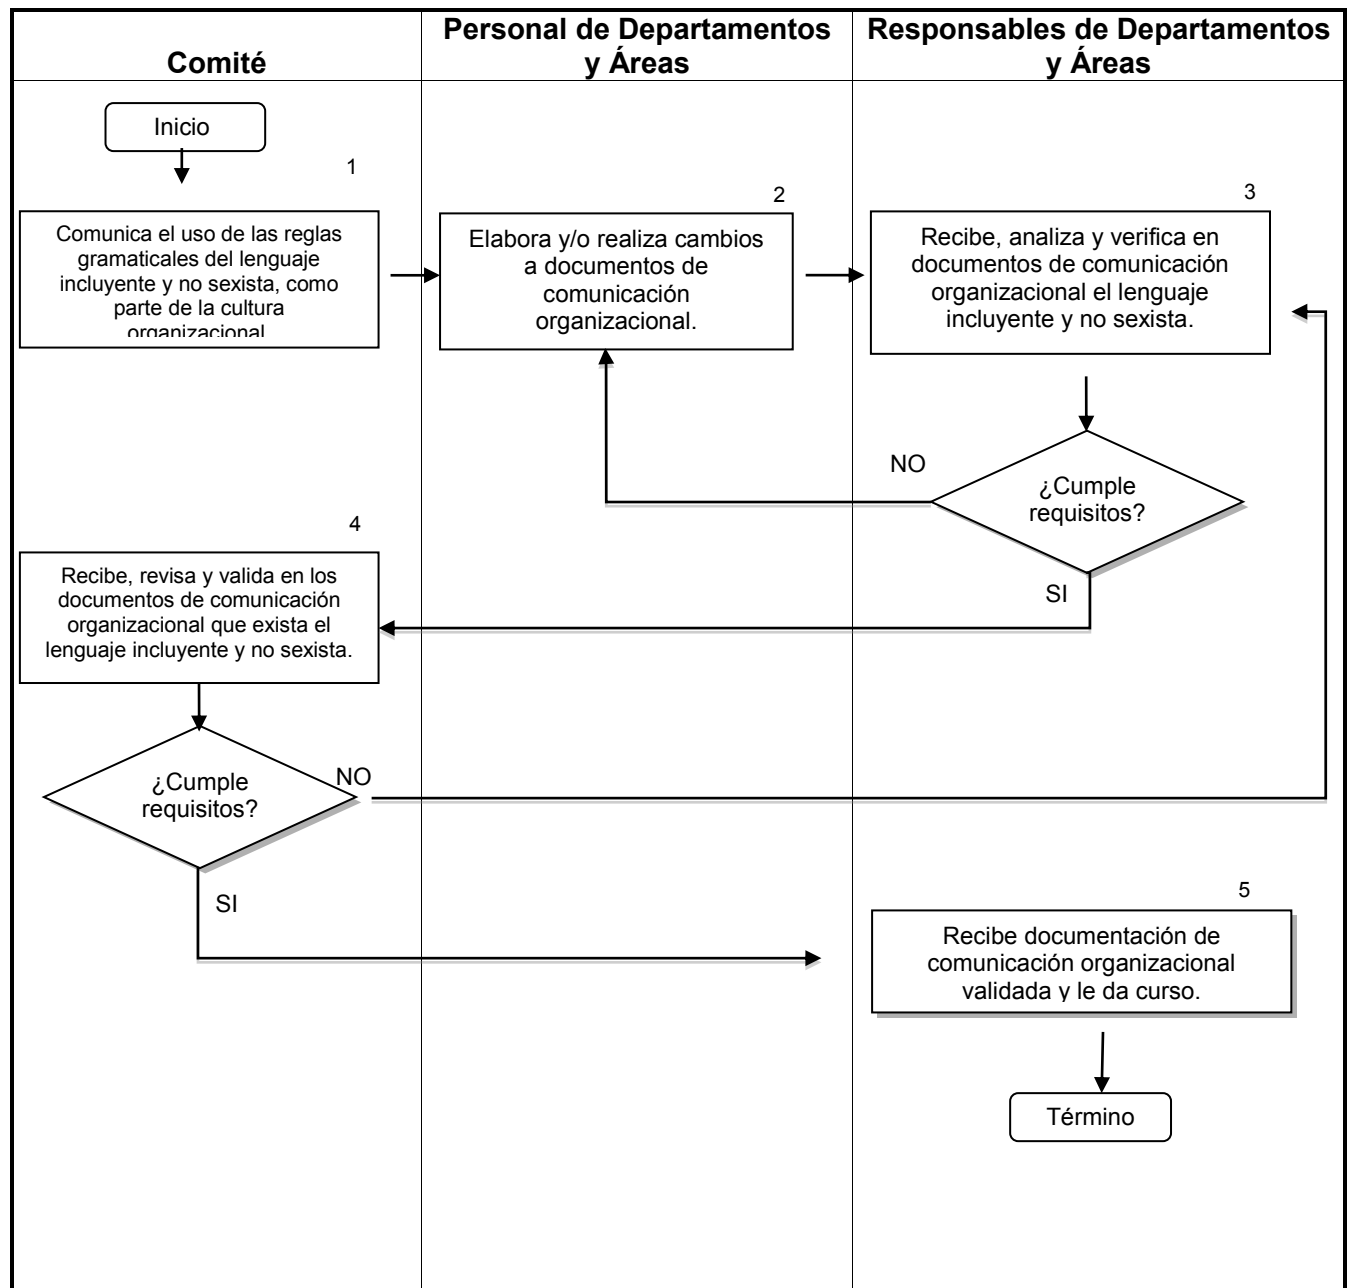 Comité
Personal de Departamentos
y Áreas
Responsables de Departamentos
y Áreas
Inicio
1
Comunica el uso de las reglas
gramaticales del lenguaje
incluyente y no sexista, como
parte de la cultura
organizacional
2
Elabora y/o realiza cambios
a documentos de
comunicación
organizacional.
3
Recibe, analiza y verifica en
documentos de comunicación
organizacional el lenguaje
incluyente y no sexista.
NO
¿Cumple
requisitos?
SI
4
Recibe, revisa y valida en los
documentos de comunicación
organizacional que exista el
lenguaje incluyente y no sexista.
¿Cumple
requisitos?
NO
SI
5
Recibe documentación de
comunicación organizacional
validada y le da curso.
Término